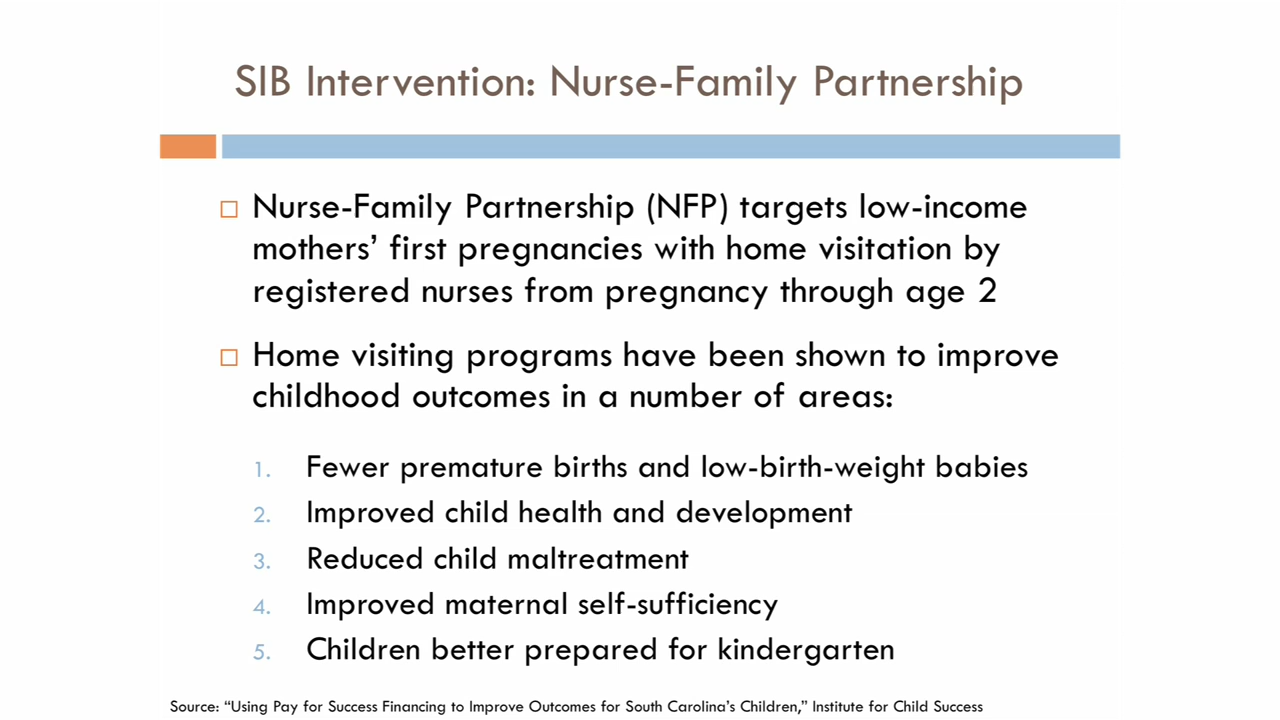 SIB Intervention: Nurse-Family Partnership
Nurse-Family Partnership (NFP) targets low-income
mothers’ first pregnancies with home visitation by
registered nurses from pregnancy through age 2
Home visiting programs have been shown to improve
childhood outcomes in a number of areas:
1. Fewer premature births and low-birth-weight babies
2. Improved child health and development
3. Reduced child maltreatment
4. Improved maternal self-sufficiency
5. Children better prepared for kindergarten
Source: “Using Pay for Success Financing to Improve Outcomes for South Carolina’s Children,” Institute for Child Success